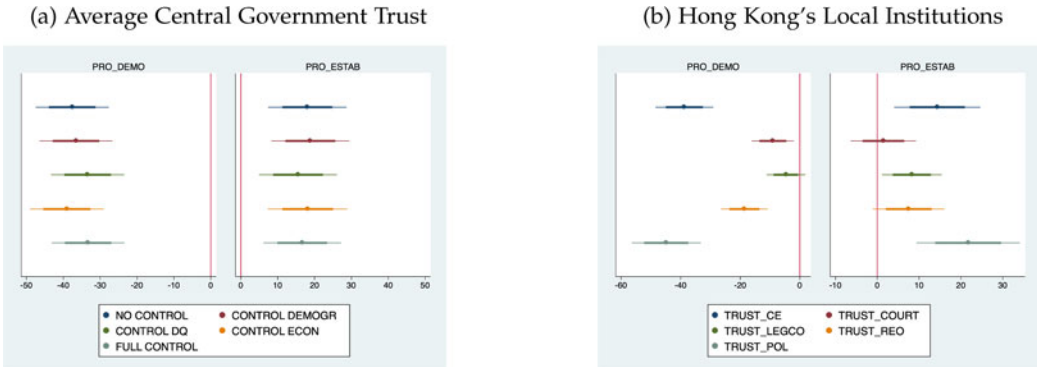 (a) Average Central Government Trust
PRO_DEMO PRO_ESTAB
-50 -40 -30 -20 -10 0 0 10 20 30 40 50
NO CONTROL CONTROL DEMOGR
CONTROL DQ CONTROL ECON
FULL CONTROL
(b) Hong Kong's Local Institutions
PRO_DEMO PRO_ESTAB
-60 -40 -20 0 -10 0 10 20 30
TRUST_CE TRUST_COURT
TRUST_LEGCO TRUST_REO
TRUST_POL